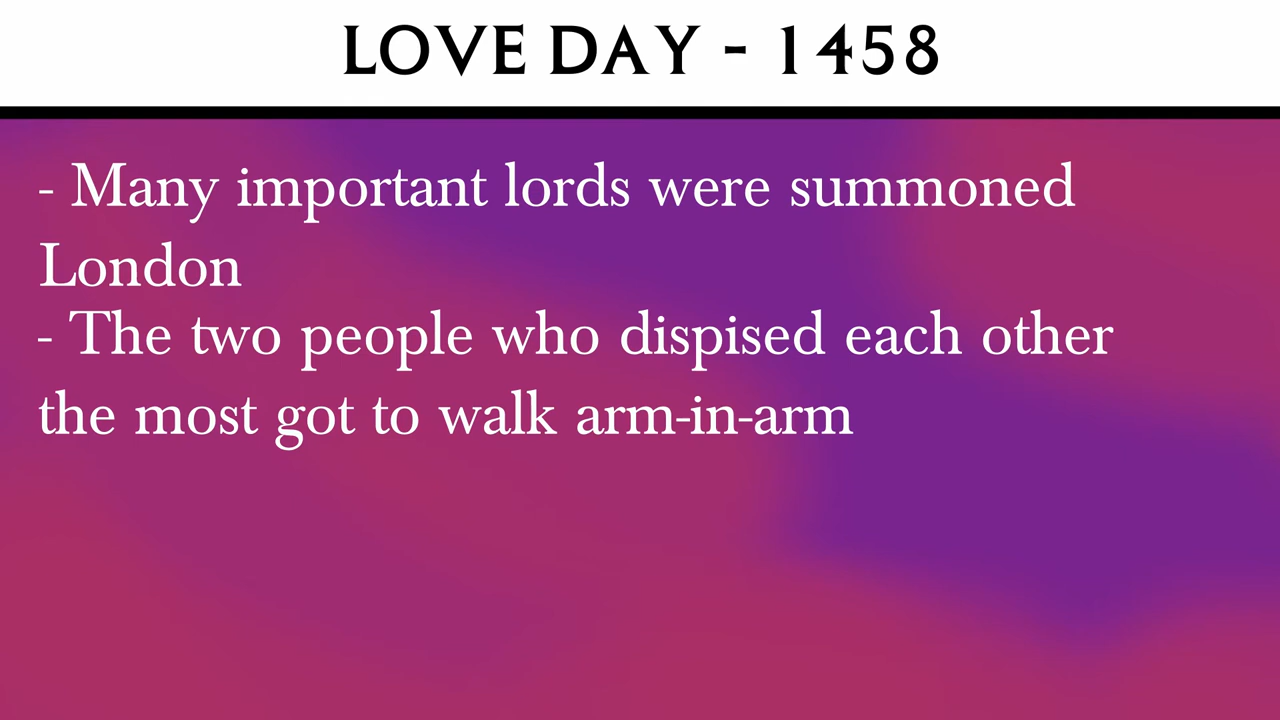 LOVE DAY - 1458
- Many important lords were summoned
London
- The two people who dispised each other
the most got to walk arm-in-arm